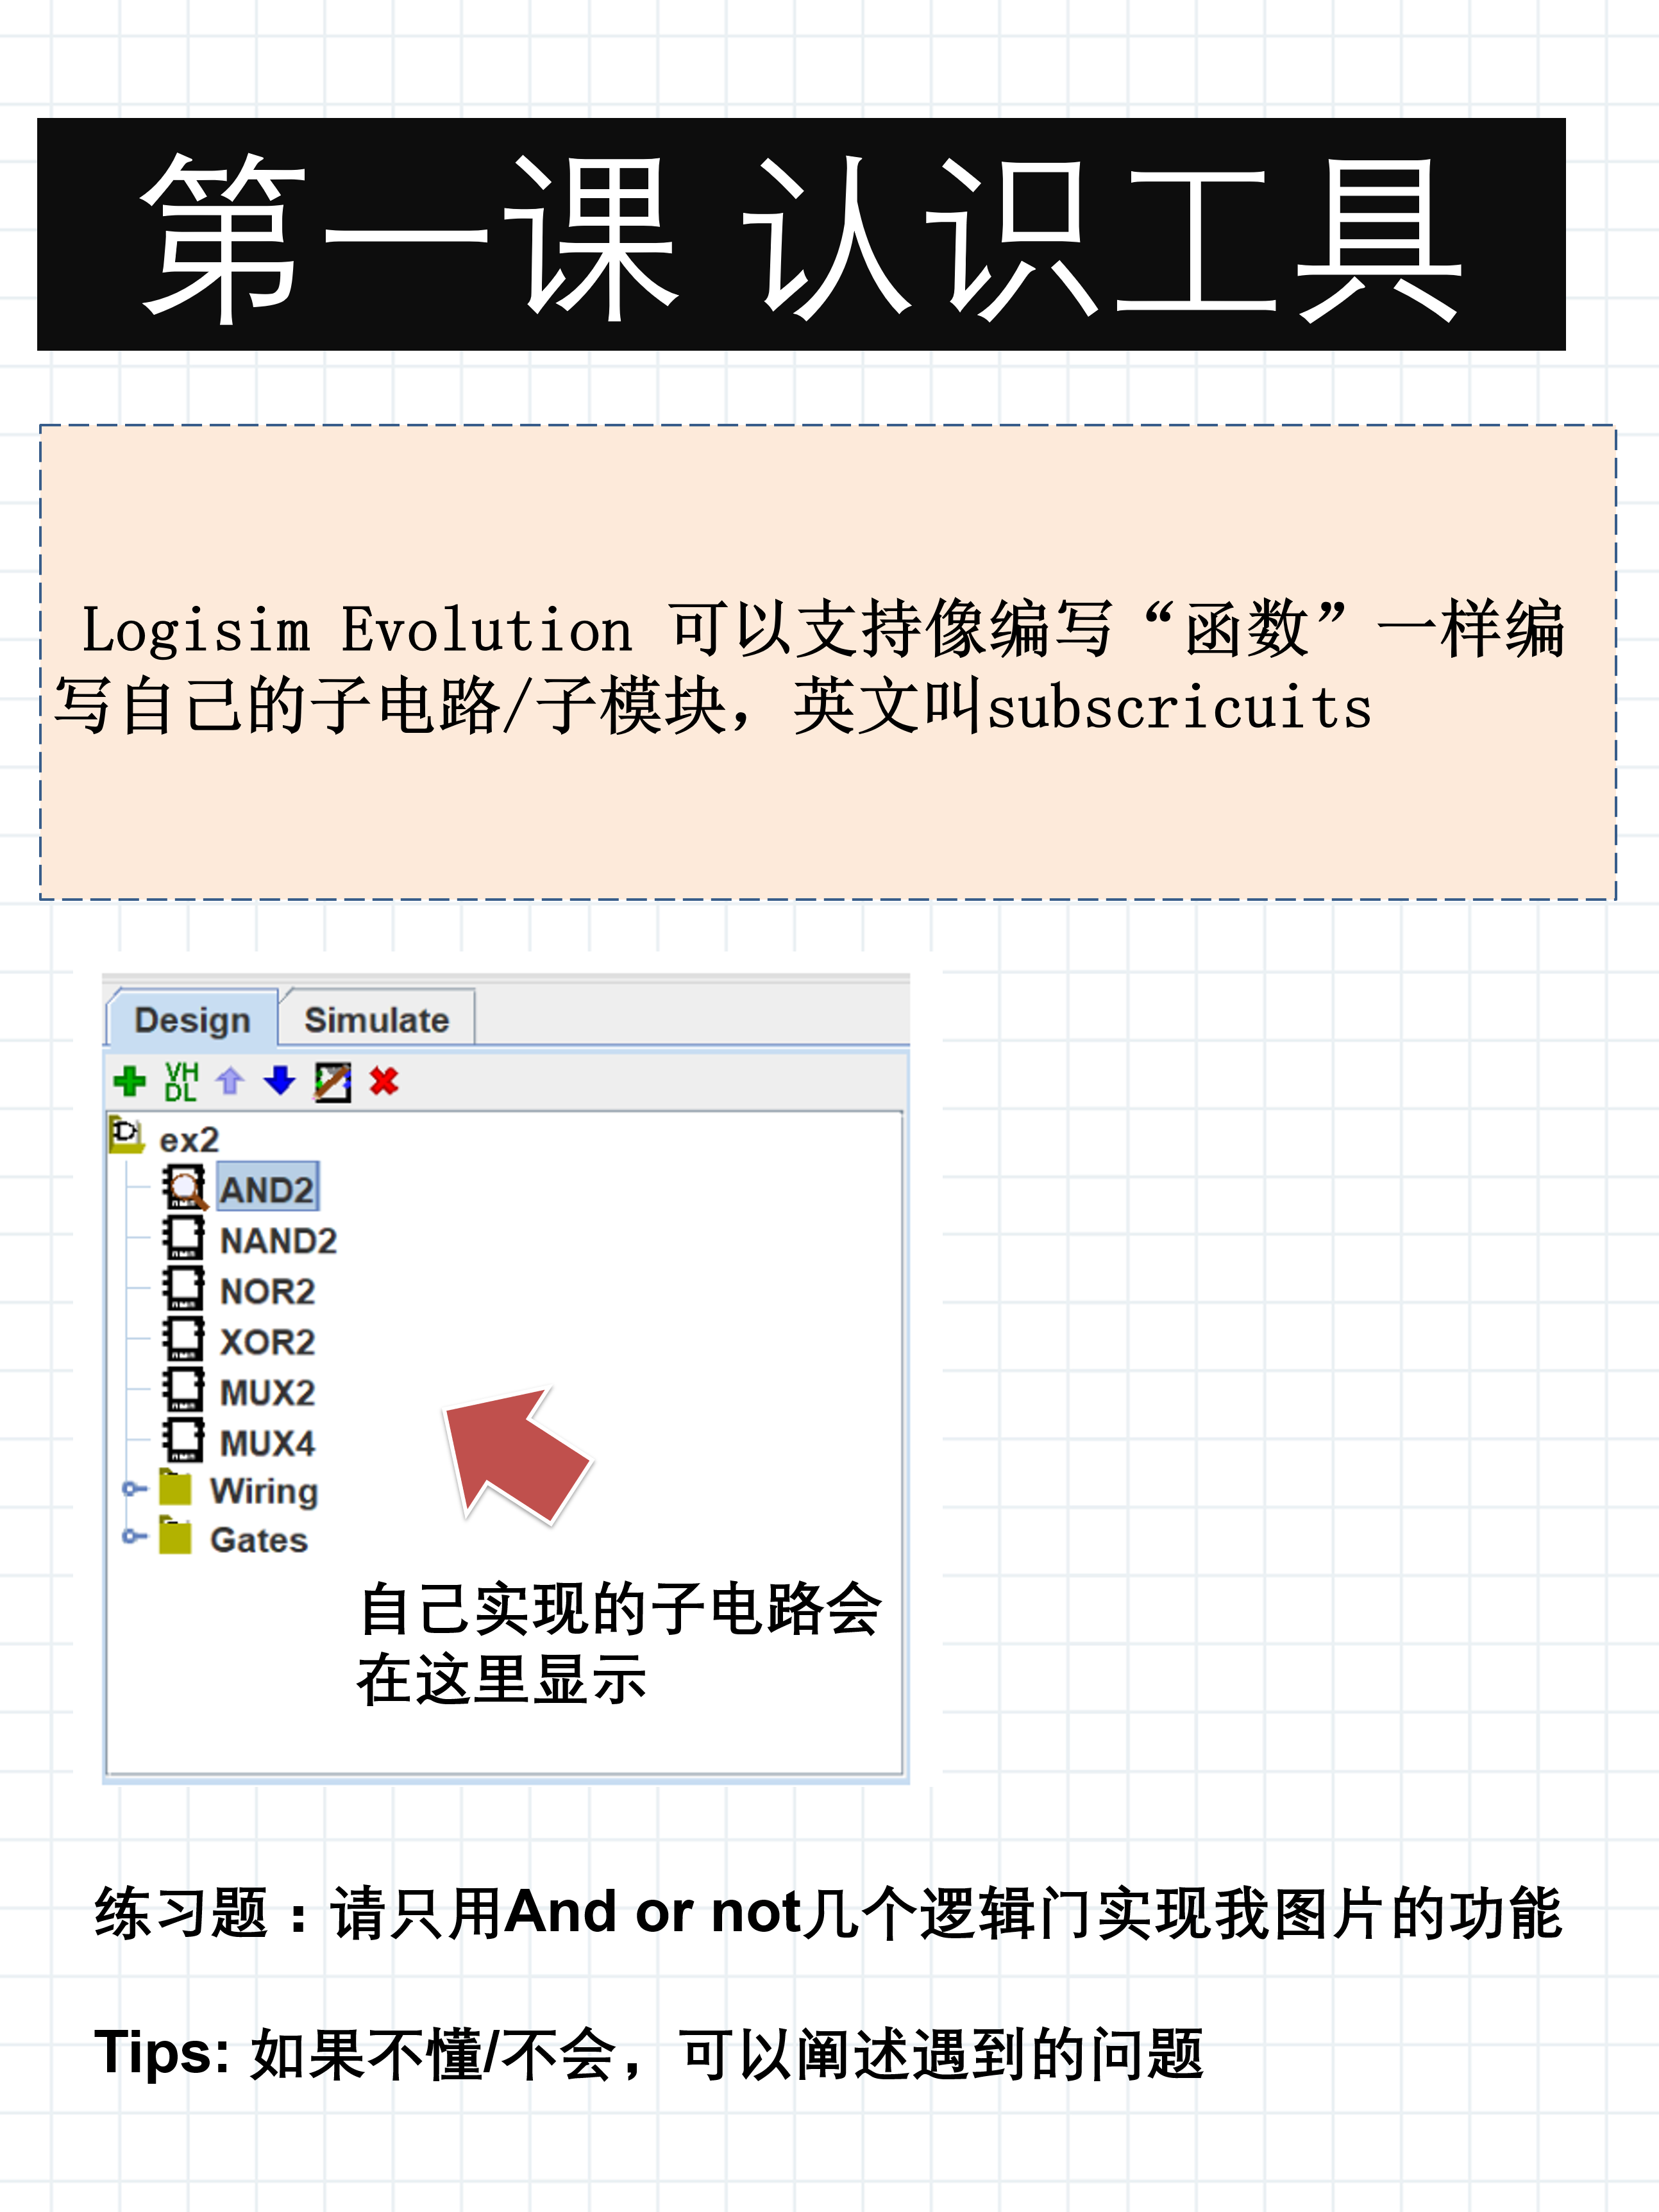 第一课 认识工具
Logisim Evolution 可以支持像编写“函数”一样编
写自己的子电路/子模块，英文叫subscricuits
Design Simulate
VH
DL
ex2
AND2
NAND2
NOR2
XOR2
MUX2
MUX4
Wiring
Gates
自己实现的子电路会
在这里显示
练习题：请只用And or not几个逻辑门实现我图片的功能
Tips: 如果不懂/不会，可以阐述遇到的问题